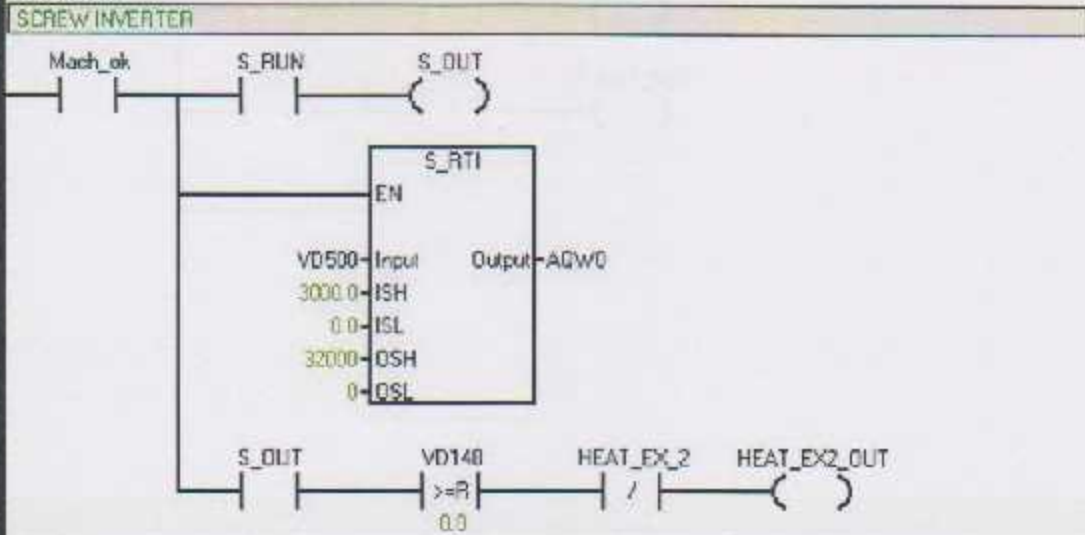 SCREW INVERTER
Mach_ok S_RUN S_OUT
S_RTI
EN
VD500 Input Output AQW0
3000.0 ISH
0.0 ISL
32000 OSH
0 OSL
S_OUT VD148 HEAT_EX_2 HEAT_EX2_OUT
>=R /
0.0